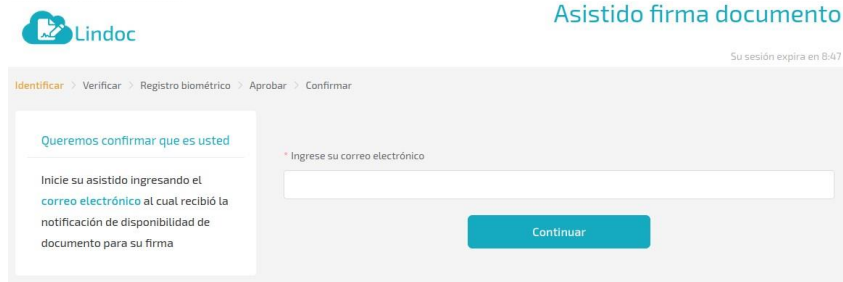 Lindoc
Asistido firma documento
Su sesión expira en 8:47
Identificar > Verificar > Registro biométrico > Aprobar > Confirmar
Queremos confirmar que es usted
Inicie su asistido ingresando el
correo electrónico al cual recibió la
notificación de disponibilidad de
documento para su firma
* Ingrese su correo electrónico
Continuar